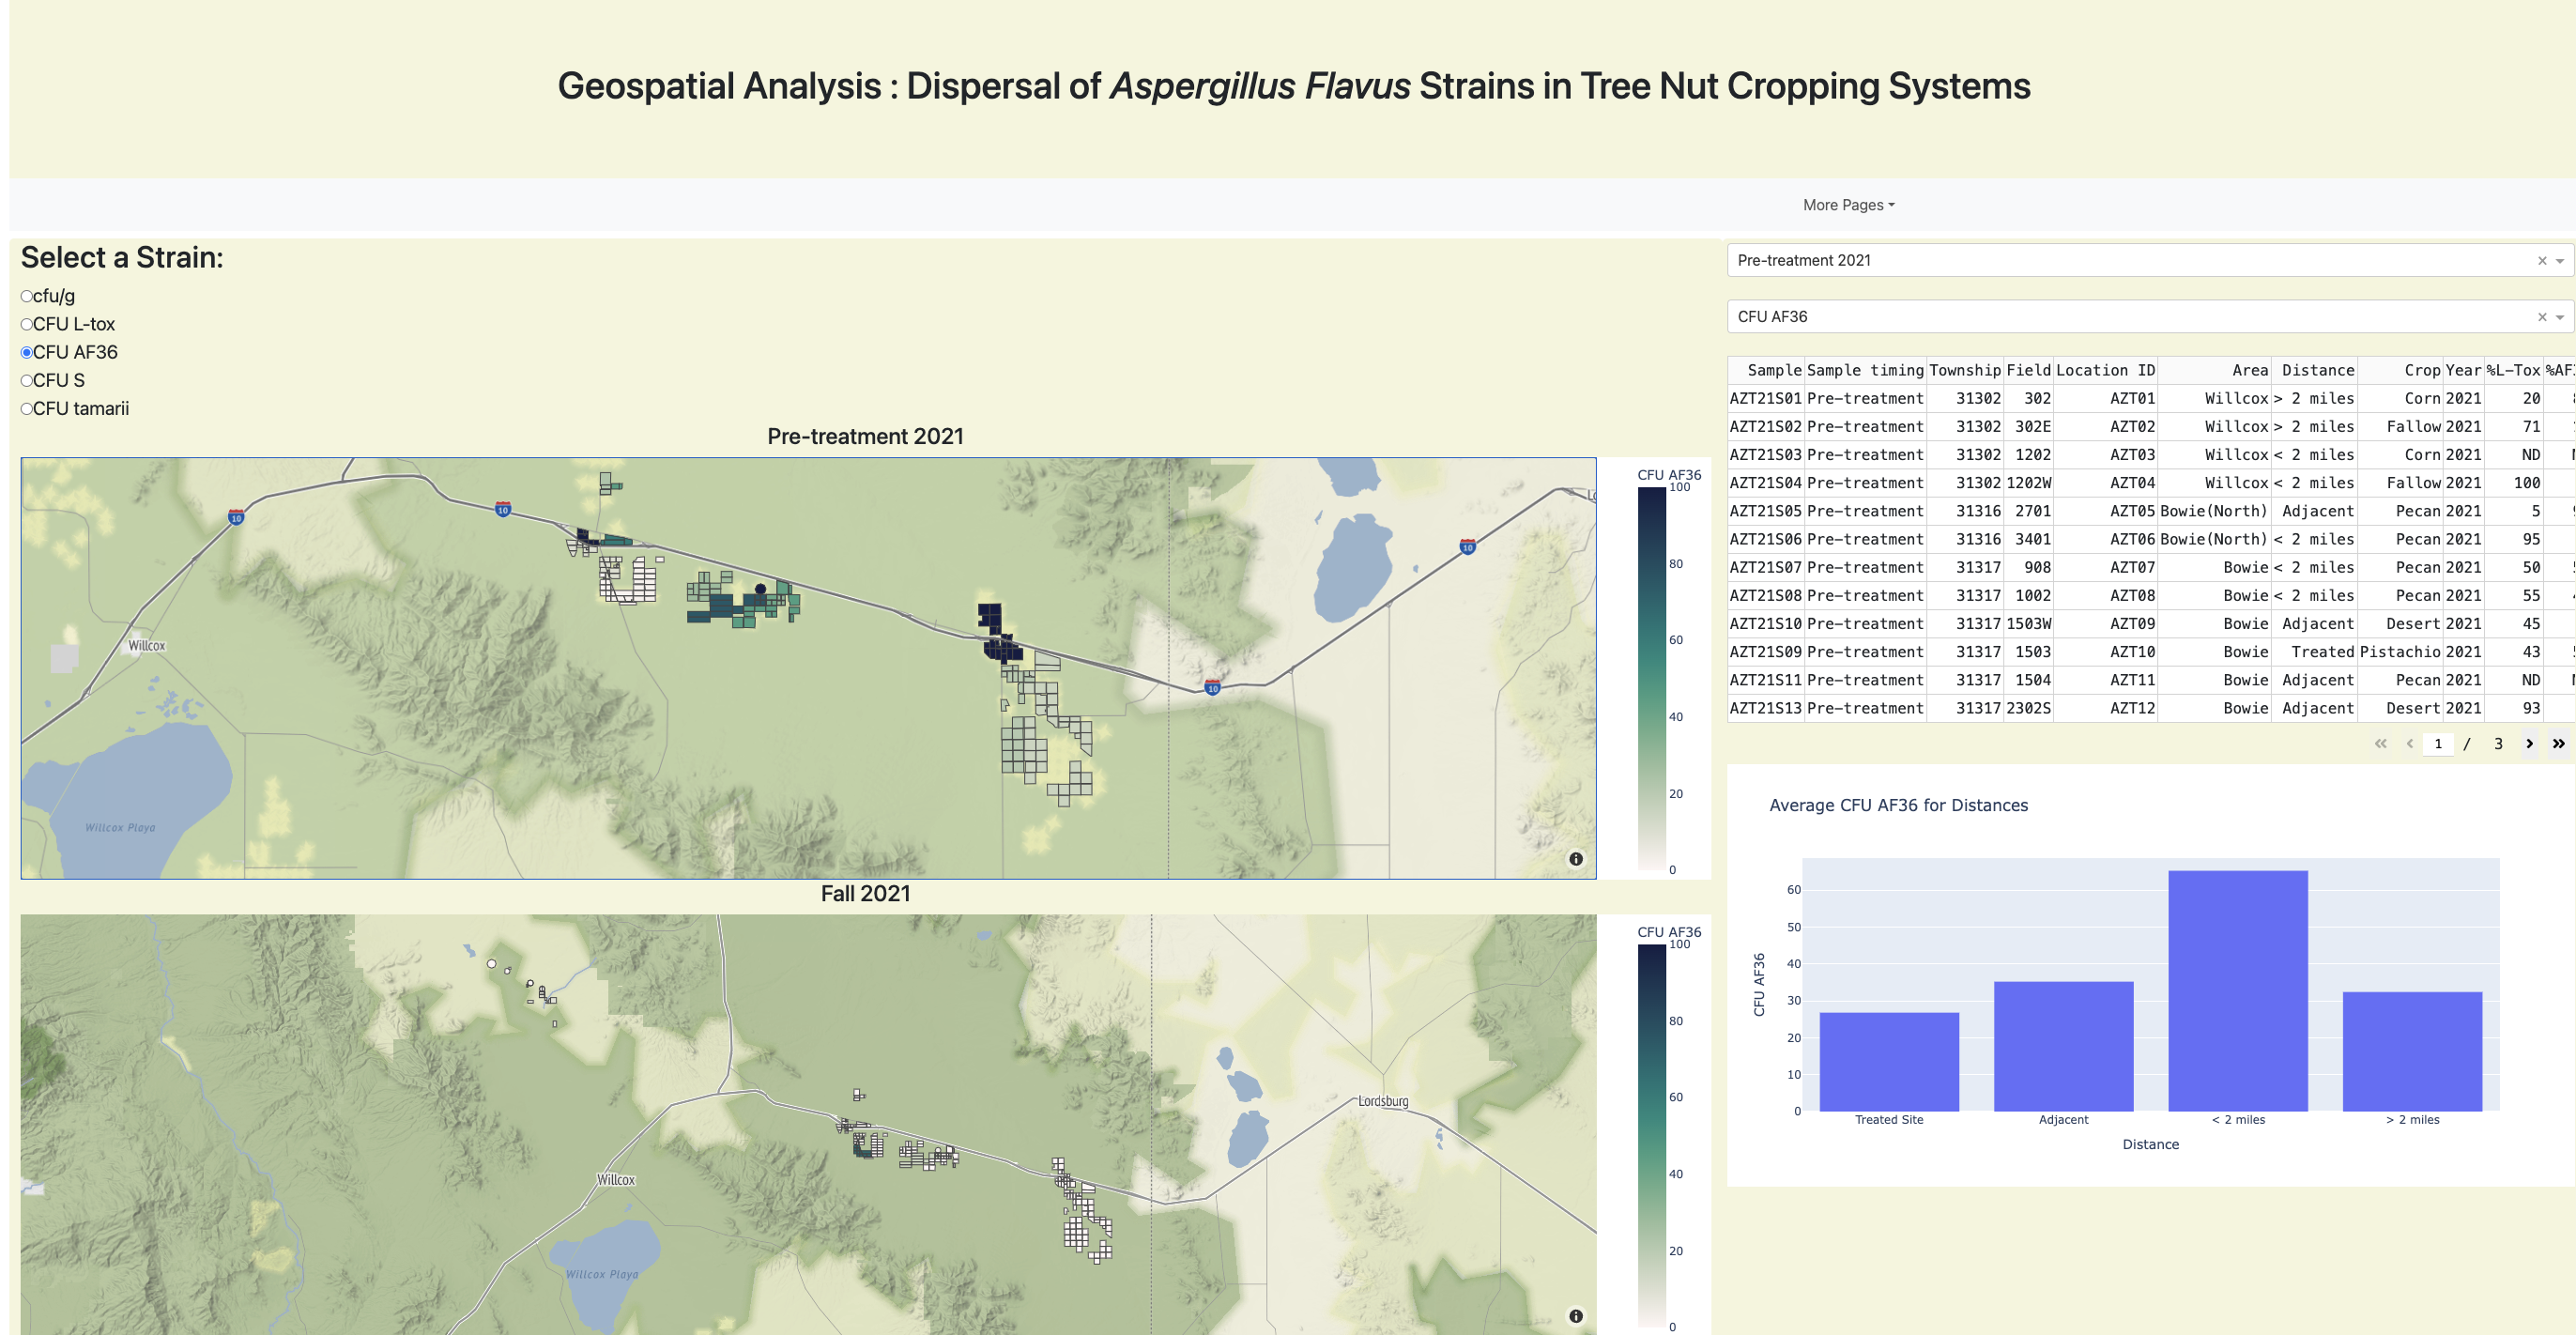 Geospatial Analysis : Dispersal of Aspergillus Flavus Strains in Tree Nut Cropping Systems
More Pages
Select a Strain:
cfu/g
CFU L-tox
CFU AF36
CFU S
CFU tamarii
Pre-treatment 2021
10
10
10
10
Willcox
Willcox Playa
CFU AF36
100
80
60
40
20
0
Fall 2021
Willcox
Willcox Playa
Lordsburg
CFU AF36
100
80
60
40
20
0
Pre-treatment 2021
CFU AF36
Sample Sample timing Township Field Location ID Area Distance Crop Year %L-Tox
AZT21S01 Pre-treatment 31302 302 AZT01 Willcox > 2 miles Corn 2021 20
AZT21S02 Pre-treatment 31302 302E AZT02 Willcox > 2 miles Fallow 2021 71
AZT21S03 Pre-treatment 31302 1202 AZT03 Willcox < 2 miles Corn 2021 ND
AZT21S04 Pre-treatment 31302 1202W AZT04 Willcox < 2 miles Fallow 2021 100
AZT21S05 Pre-treatment 31316 2701 AZT05 Bowie(North) Adjacent Pecan 2021 5
AZT21S06 Pre-treatment 31316 3401 AZT06 Bowie(North) < 2 miles Pecan 2021 95
AZT21S07 Pre-treatment 31317 908 AZT07 Bowie < 2 miles Pecan 2021 50
AZT21S08 Pre-treatment 31317 1002 AZT08 Bowie < 2 miles Pecan 2021 55
AZT21S10 Pre-treatment 31317 1503W AZT09 Bowie Adjacent Desert 2021 45
AZT21S09 Pre-treatment 31317 1503 AZT10 Bowie Treated Pistachio 2021 43
AZT21S11 Pre-treatment 31317 1504 AZT11 Bowie Adjacent Pecan 2021 ND
AZT21S13 Pre-treatment 31317 2302S AZT12 Bowie Adjacent Desert 2021 93
1 / 3
Average CFU AF36 for Distances
CFU AF36
60
50
40
30
20
10
0
Treated Site Adjacent < 2 miles > 2 miles
Distance